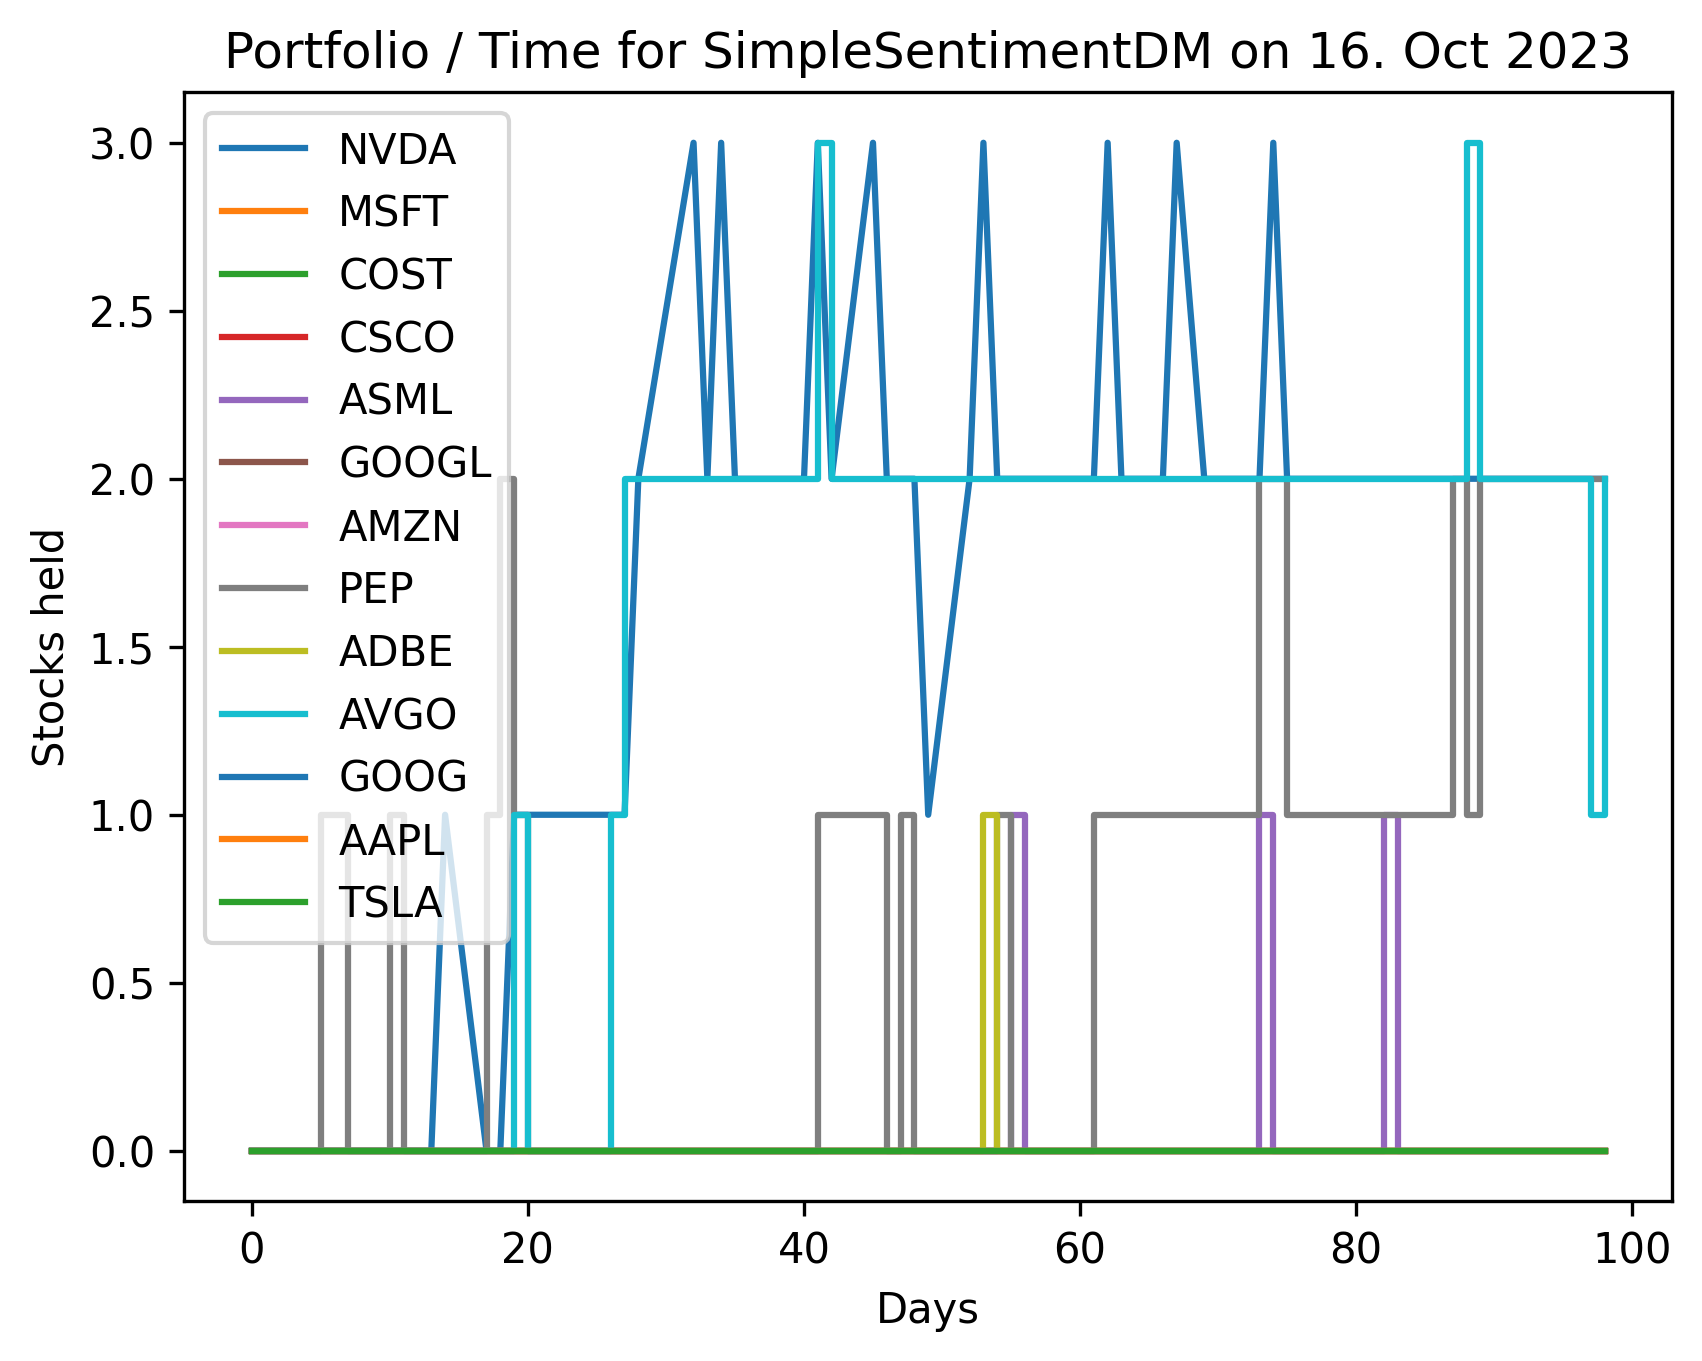 Portfolio / Time for SimpleSentimentDM on 16. Oct 2023
3.0
2.5
2.0
1.5
1.0
0.5
0.0
Stocks held
NVDA
MSFT
COST
CSCO
ASML
GOOGL
AMZN
PEP
ADBE
AVGO
GOOG
AAPL
TSLA
0 20 40 60 80 100
Days